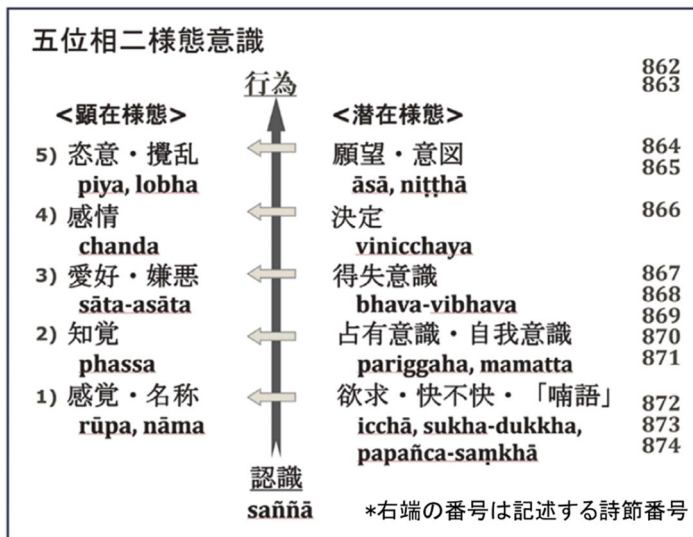 五位相二様態意識
行為
862
863
<顕在様態>
<潜在様態>
5) 恣意・攪乱
願望・意図
864
piya, lobha
āsā, niṭṭhā
865
4) 感情
決定
866
chanda
vinicchaya
3) 愛好・嫌悪
得失意識
867
sāta-asāta
bhava-vibhava
868
869
2) 知覚
占有意識・自我意識
870
phassa
pariggaha, mamatta
871
1) 感覚・名称
欲求・快不快・「喃語」
872
rūpa, nāma
icchā, sukha-dukkha,
873
papañca-saṃkhā
874
認識
saññā
*右端の番号は記述する詩節番号